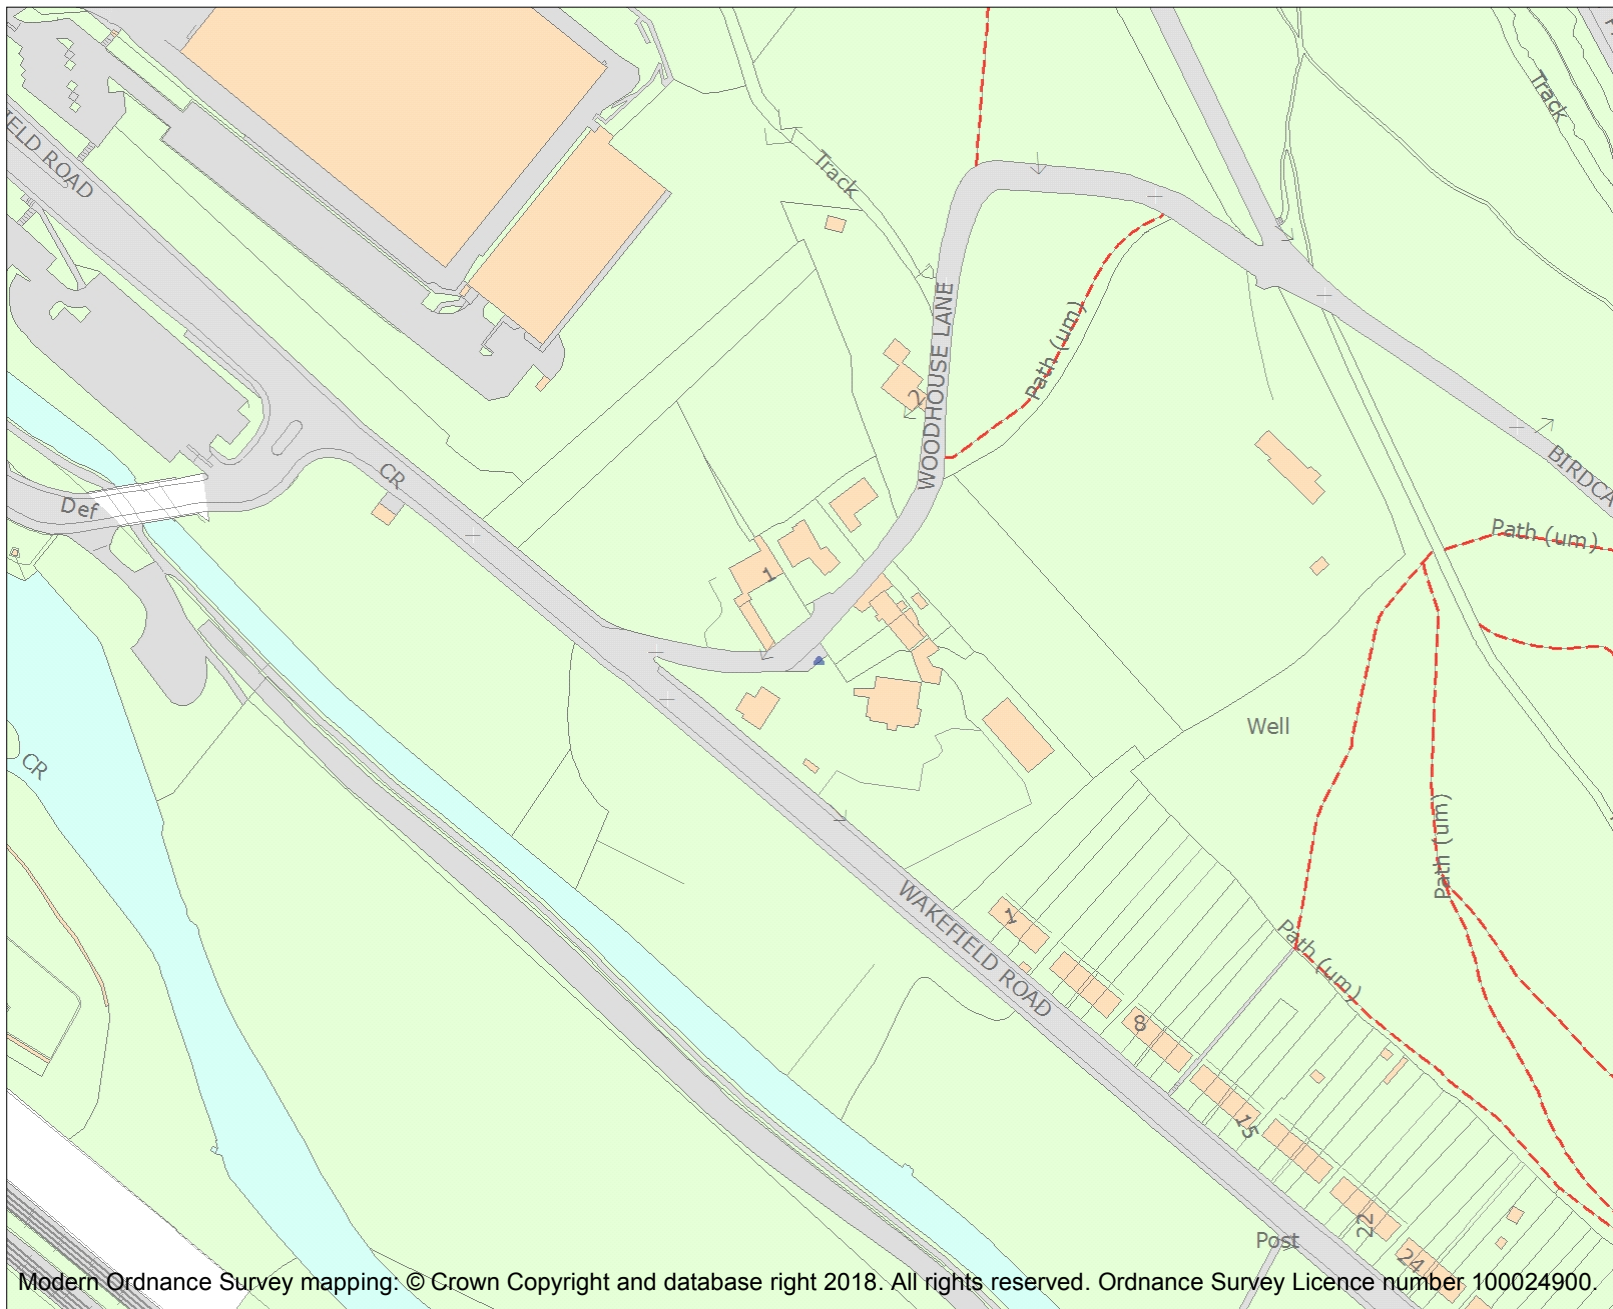 Track
Track
IELD ROAD
WOODHOUSE LANE
Path (um)
2
BIRDCA
CR
Def
Path (um)
1
Well
CR
Path (um)
WAKEFIELD ROAD
7
Path (um)
8
15
22
Post
24
Modern Ordnance Survey mapping: © Crown Copyright and database right 2018. All rights reserved. Ordnance Survey Licence number 100024900.